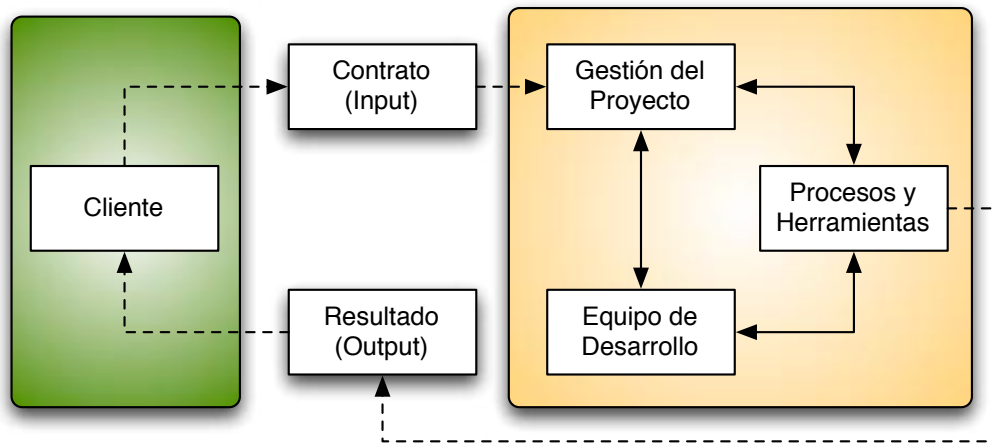 Contrato
(Input)
Gestión del
Proyecto
Cliente
Procesos y
Herramientas
Resultado
(Output)
Equipo de
Desarrollo